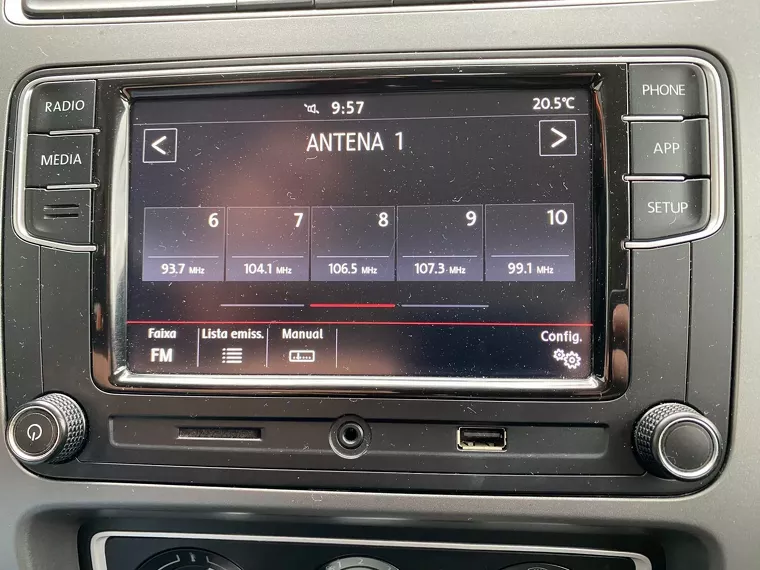 RADIO
MEDIA
9:57
20.5°C
< ANTENA 1 >
6 7 8 9 10
93.7 MHz 104.1 MHz 106.5 MHz 107.3 MHz 99.1 MHz
Faixa Lista emiss. Manual Config.
FM
PHONE
APP
SETUP